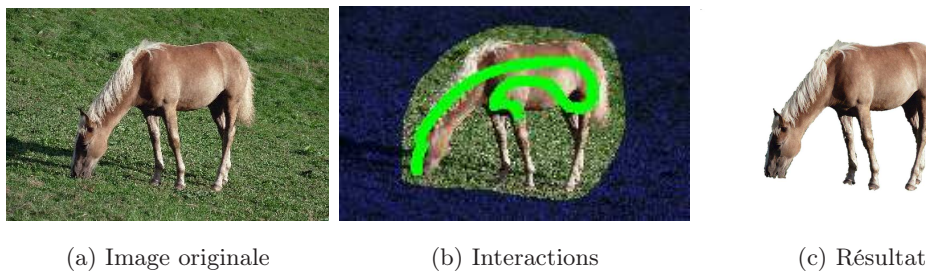 (a) Image originale
(b) Interactions
(c) Résultat